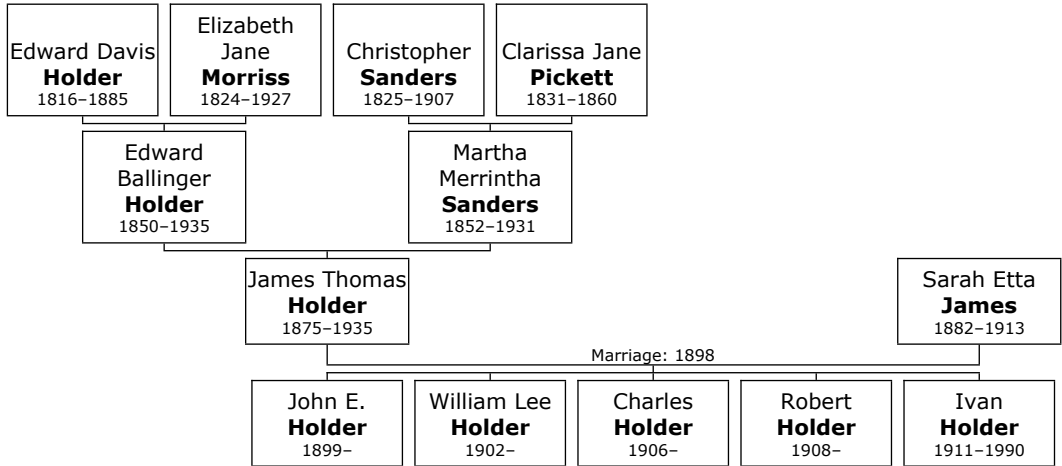 Edward Davis
Holder
1816–1885
Elizabeth
Jane
Morriss
1824–1927
Christopher
Sanders
1825–1907
Clarissa Jane
Pickett
1831–1860
Edward
Ballinger
Holder
1850–1935
Martha
Merrintha
Sanders
1852–1931
James Thomas
Holder
1875–1935
Sarah Etta
James
1882–1913
Marriage: 1898
John E.
Holder
1899–
William Lee
Holder
1902–
Charles
Holder
1906–
Robert
Holder
1908–
Ivan
Holder
1911–1990